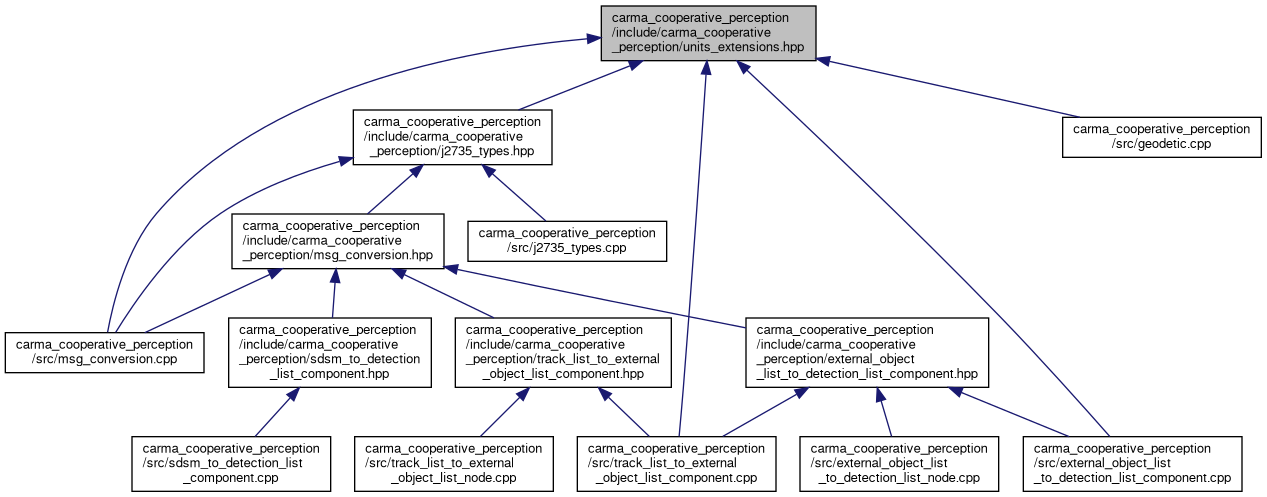 carma_cooperative_perception
/include/carma_cooperative
_perception/units_extensions.hpp
carma_cooperative_perception
/include/carma_cooperative
_perception/j2735_types.hpp
carma_cooperative_perception
/src/geodetic.cpp
carma_cooperative_perception
/include/carma_cooperative
_perception/msg_conversion.hpp
carma_cooperative_perception
/src/j2735_types.cpp
carma_cooperative_perception
/src/msg_conversion.cpp
carma_cooperative_perception
/include/carma_cooperative
_perception/sdsm_to_detection
_list_component.hpp
carma_cooperative_perception
/include/carma_cooperative
_perception/track_list_to_external
_object_list_component.hpp
carma_cooperative_perception
/include/carma_cooperative
_perception/external_object
_list_to_detection_list_component.hpp
carma_cooperative_perception
/src/sdsm_to_detection_list
_component.cpp
carma_cooperative_perception
/src/track_list_to_external
_object_list_node.cpp
carma_cooperative_perception
/src/track_list_to_external
_object_list_component.cpp
carma_cooperative_perception
/src/external_object_list
_to_detection_list_node.cpp
carma_cooperative_perception
/src/external_object_list
_to_detection_list_component.cpp